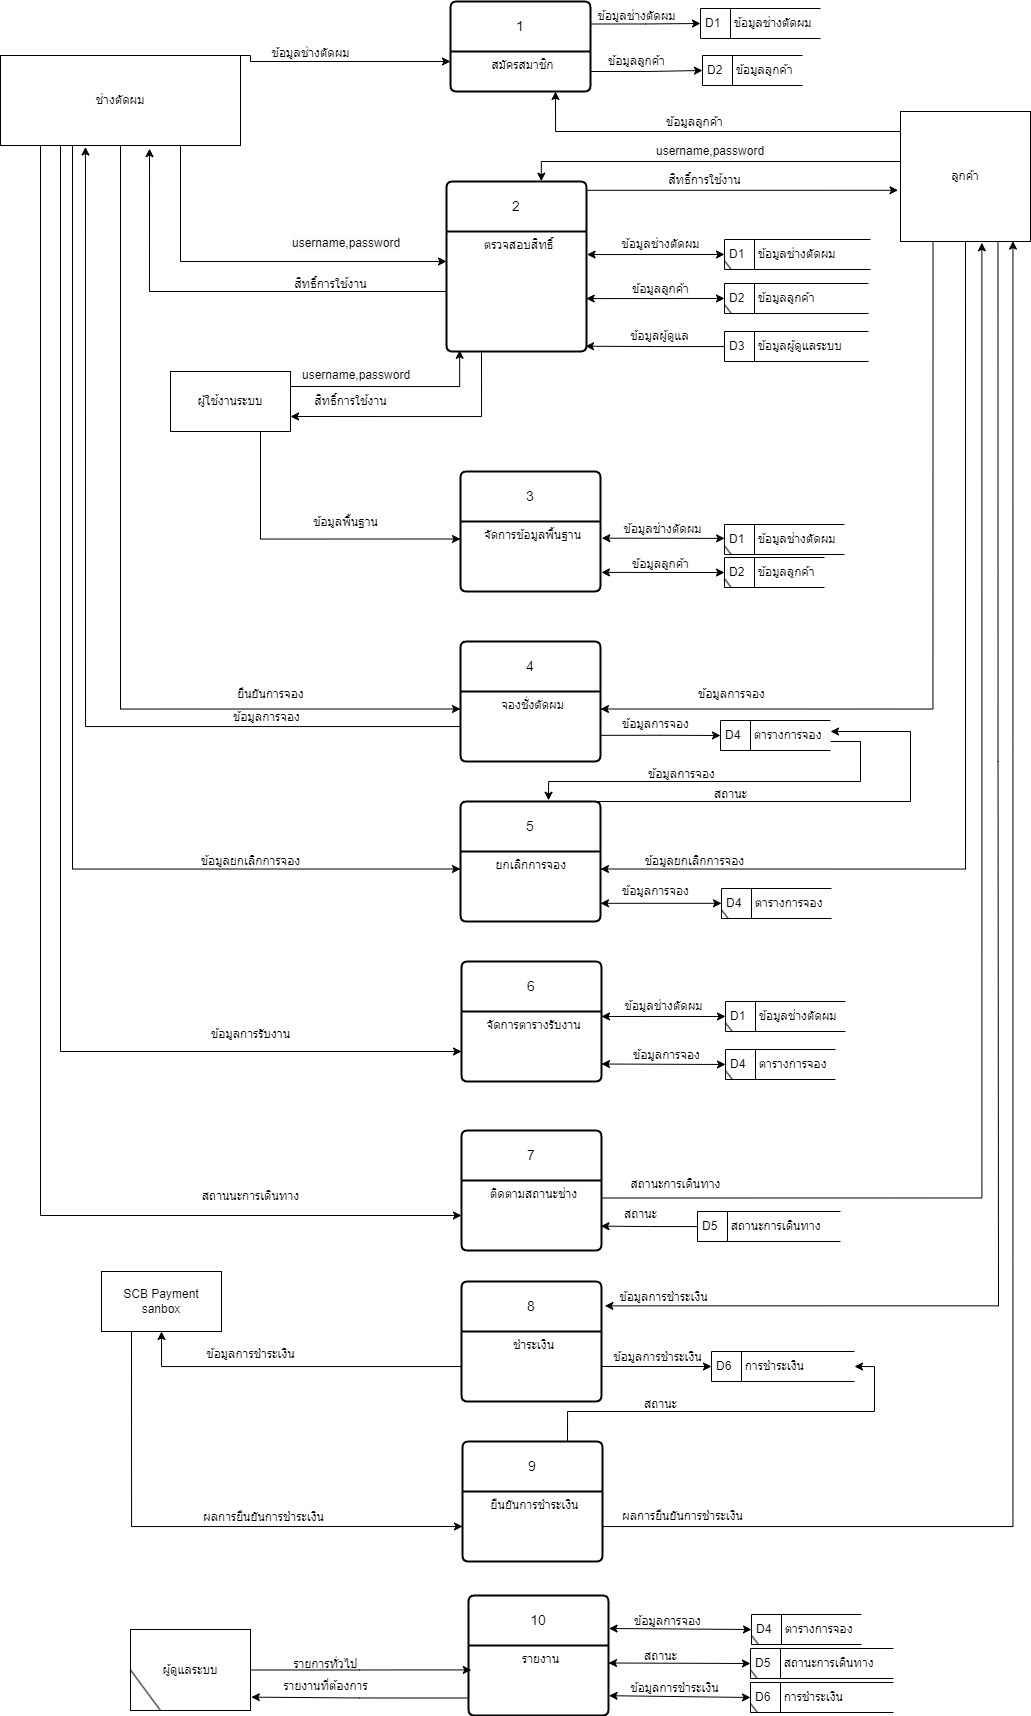 1
สมัครสมาชิก
ข้อมูลช่างตัดผม
D1 ข้อมูลช่างตัดผม
ข้อมูลลูกค้า
D2 ข้อมูลลูกค้า
ข้อมูลช่างตัดผม
ช่างตัดผม
ข้อมูลลูกค้า
username,password
สิทธิ์การใช้งาน
ลูกค้า
2
ตรวจสอบสิทธิ์
username,password
สิทธิ์การใช้งาน
ข้อมูลช่างตัดผม
D1 ข้อมูลช่างตัดผม
ข้อมูลลูกค้า
D2 ข้อมูลลูกค้า
ข้อมูลผู้ดูแล
D3 ข้อมูลผู้ดูแลระบบ
username,password
ผู้ใช้งานระบบ
สิทธิ์การใช้งาน
3
จัดการข้อมูลพื้นฐาน
ข้อมูลพื้นฐาน
ข้อมูลช่างตัดผม
D1 ข้อมูลช่างตัดผม
ข้อมูลลูกค้า
D2 ข้อมูลลูกค้า
4
จองชั่งตัดผม
ยืนยันการจอง
ข้อมูลการจอง
ข้อมูลการจอง
ข้อมูลการจอง
D4 ตารางการจอง
ข้อมูลการจอง
สถานะ
5
ยกเลิกการจอง
ข้อมูลยกเลิกการจอง
ข้อมูลยกเลิกการจอง
ข้อมูลการจอง
D4 ตารางการจอง
6
จัดการตารางรับงาน
ข้อมูลการรับงาน
ข้อมูลช่างตัดผม
D1 ข้อมูลช่างตัดผม
ข้อมูลการจอง
D4 ตารางการจอง
7
ติดตามสถานะช่าง
สถานนะการเดินทาง
สถานะการเดินทาง
สถานะ
D5 สถานะการเดินทาง
SCB Payment
sanbox
8
ชำระเงิน
ข้อมูลการชำระเงิน
ข้อมูลการชำระเงิน
ข้อมูลการชำระเงิน
D6 การชำระเงิน
สถานะ
9
ยืนยันการชำระเงิน
ผลการยืนยันการชำระเงิน
ผลการยืนยันการชำระเงิน
10
รายงาน
ผู้ดูแลระบบ
รายการทั่วไป
รายงานที่ต้องการ
ข้อมูลการจอง
D4 ตารางการจอง
สถานะ
D5 สถานะการเดินทาง
ข้อมูลการชำระเงิน
D6 การชำระเงิน